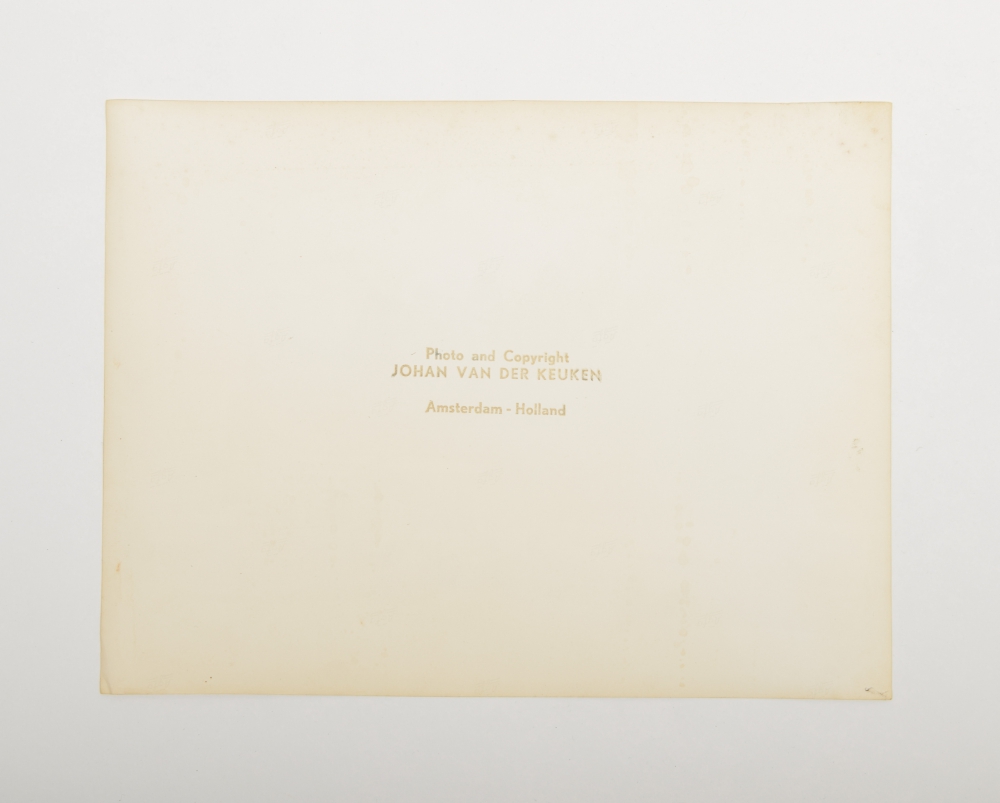 Photo and Copyright
JOHAN VAN DER KEUKEN
Amsterdam - Holland